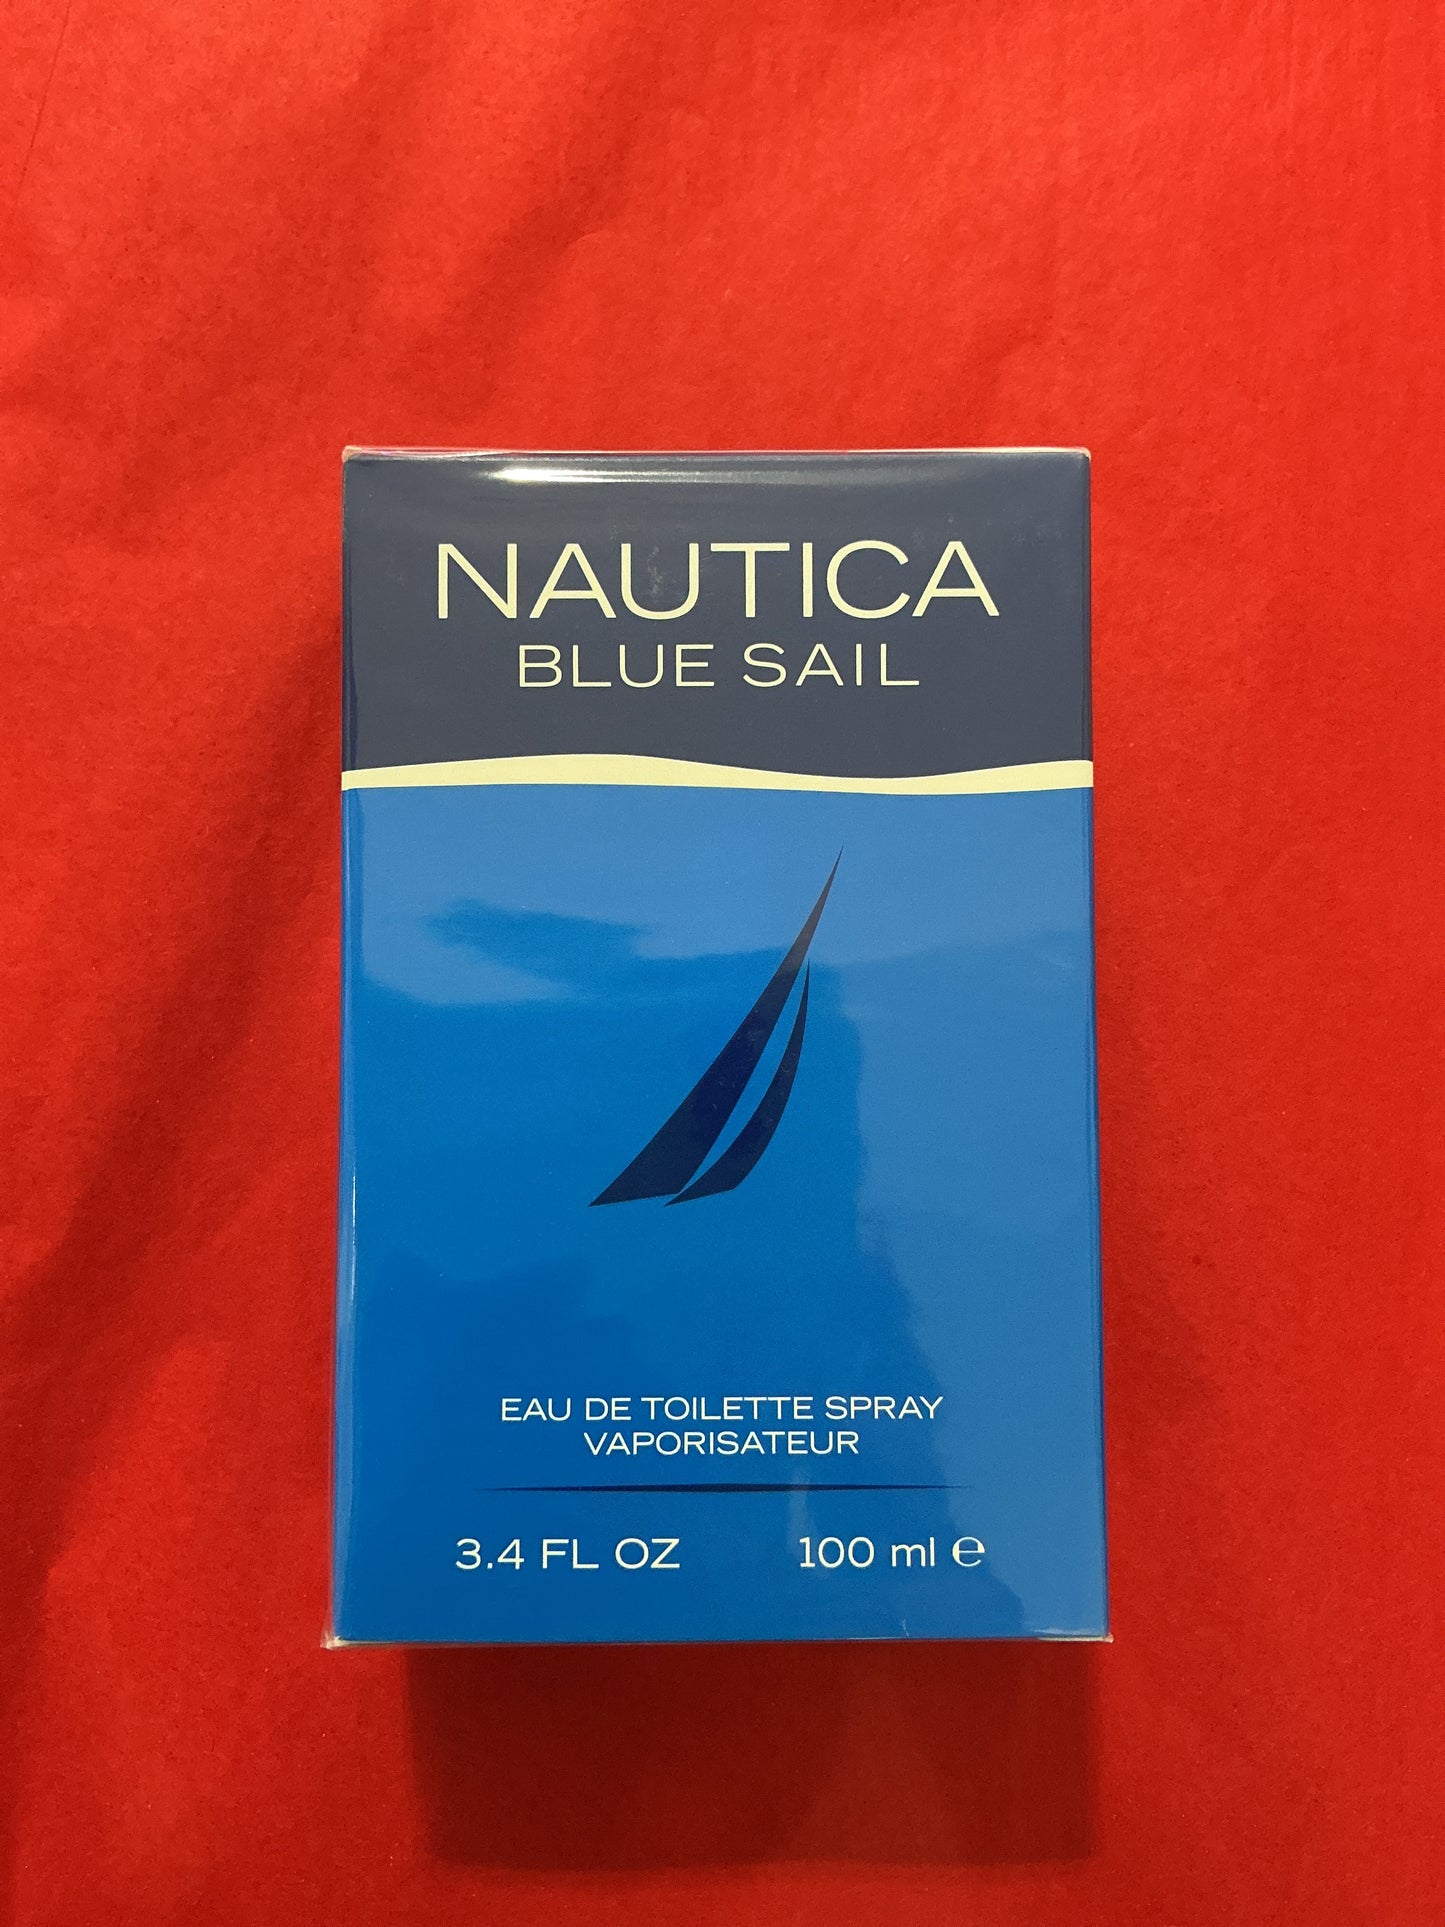 NAUTICA
BLUE SAIL
EAU DE TOILETTE SPRAY
VAPORISATEUR
3.4 FL OZ 100 ml ℮